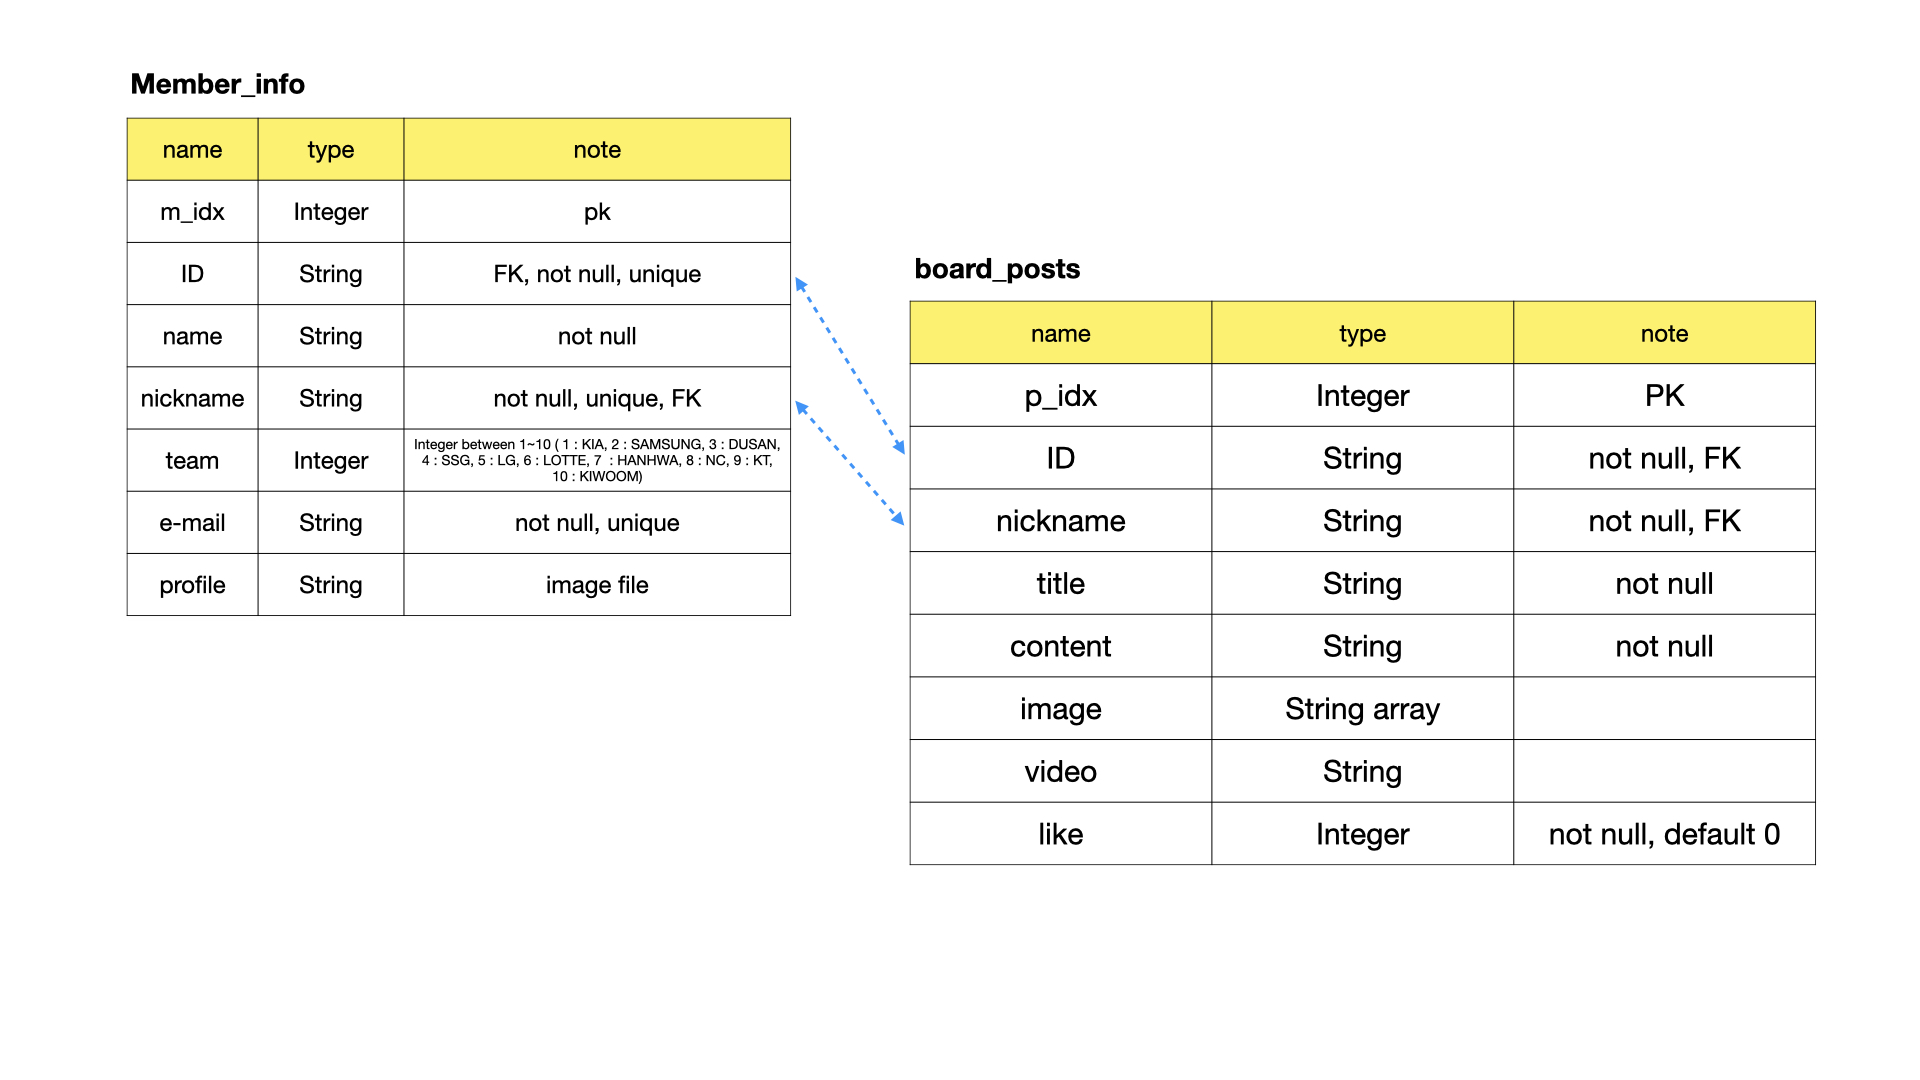 Member_info
name type note
m_idx Integer pk
ID String FK, not null, unique
name String not null
nickname String not null, unique, FK
team Integer Integer between 1~10 ( 1 : KIA, 2 : SAMSUNG, 3 : DUSAN,
4 : SSG, 5 : LG, 6 : LOTTE, 7  : HANHWA, 8 : NC, 9 : KT,
10 : KIWOOM)
e-mail String not null, unique
profile String image file
board_posts
name type note
p_idx Integer PK
ID String not null, FK
nickname String not null, FK
title String not null
content String not null
image String array
video String
like Integer not null, default 0